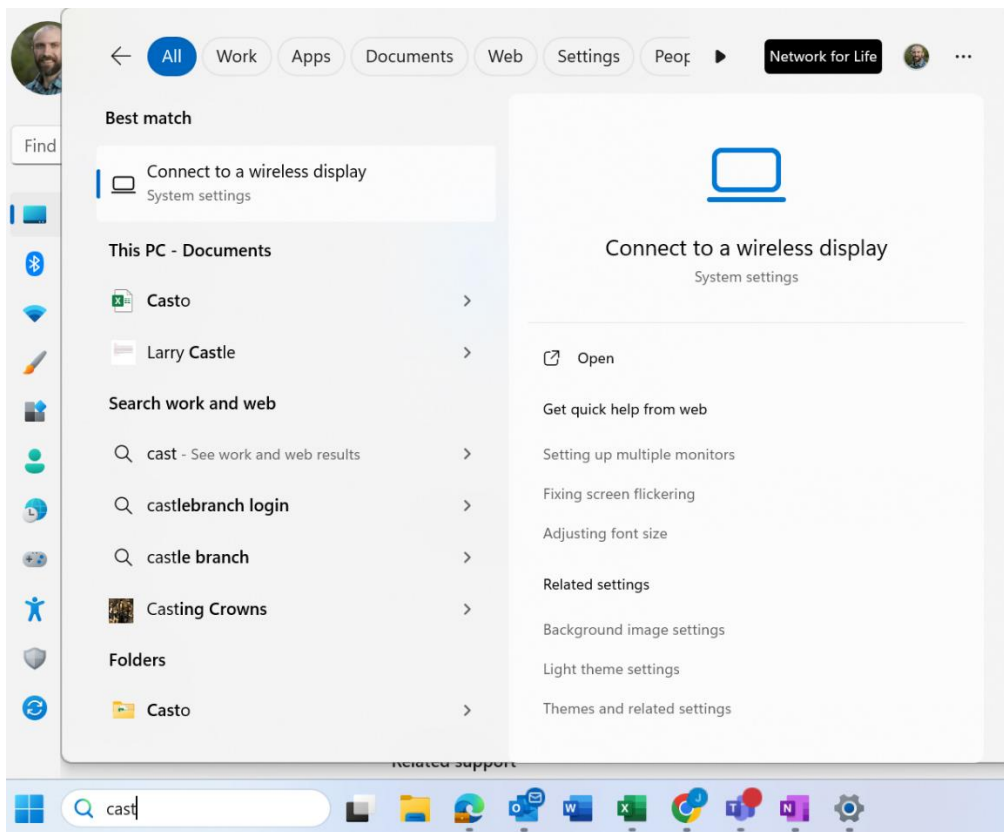 All Work Apps Documents Web Settings Peop Network for Life
Find
Best match
Connect to a wireless display
System settings
This PC - Documents
Casto
Larry Castle
Search work and web
cast - See work and web results
castlebranch login
castle branch
Casting Crowns
Folders
Casto
Connect to a wireless display
System settings
Open
Get quick help from web
Setting up multiple monitors
Fixing screen flickering
Adjusting font size
Related settings
Background image settings
Light theme settings
Themes and related settings
Related support
cast